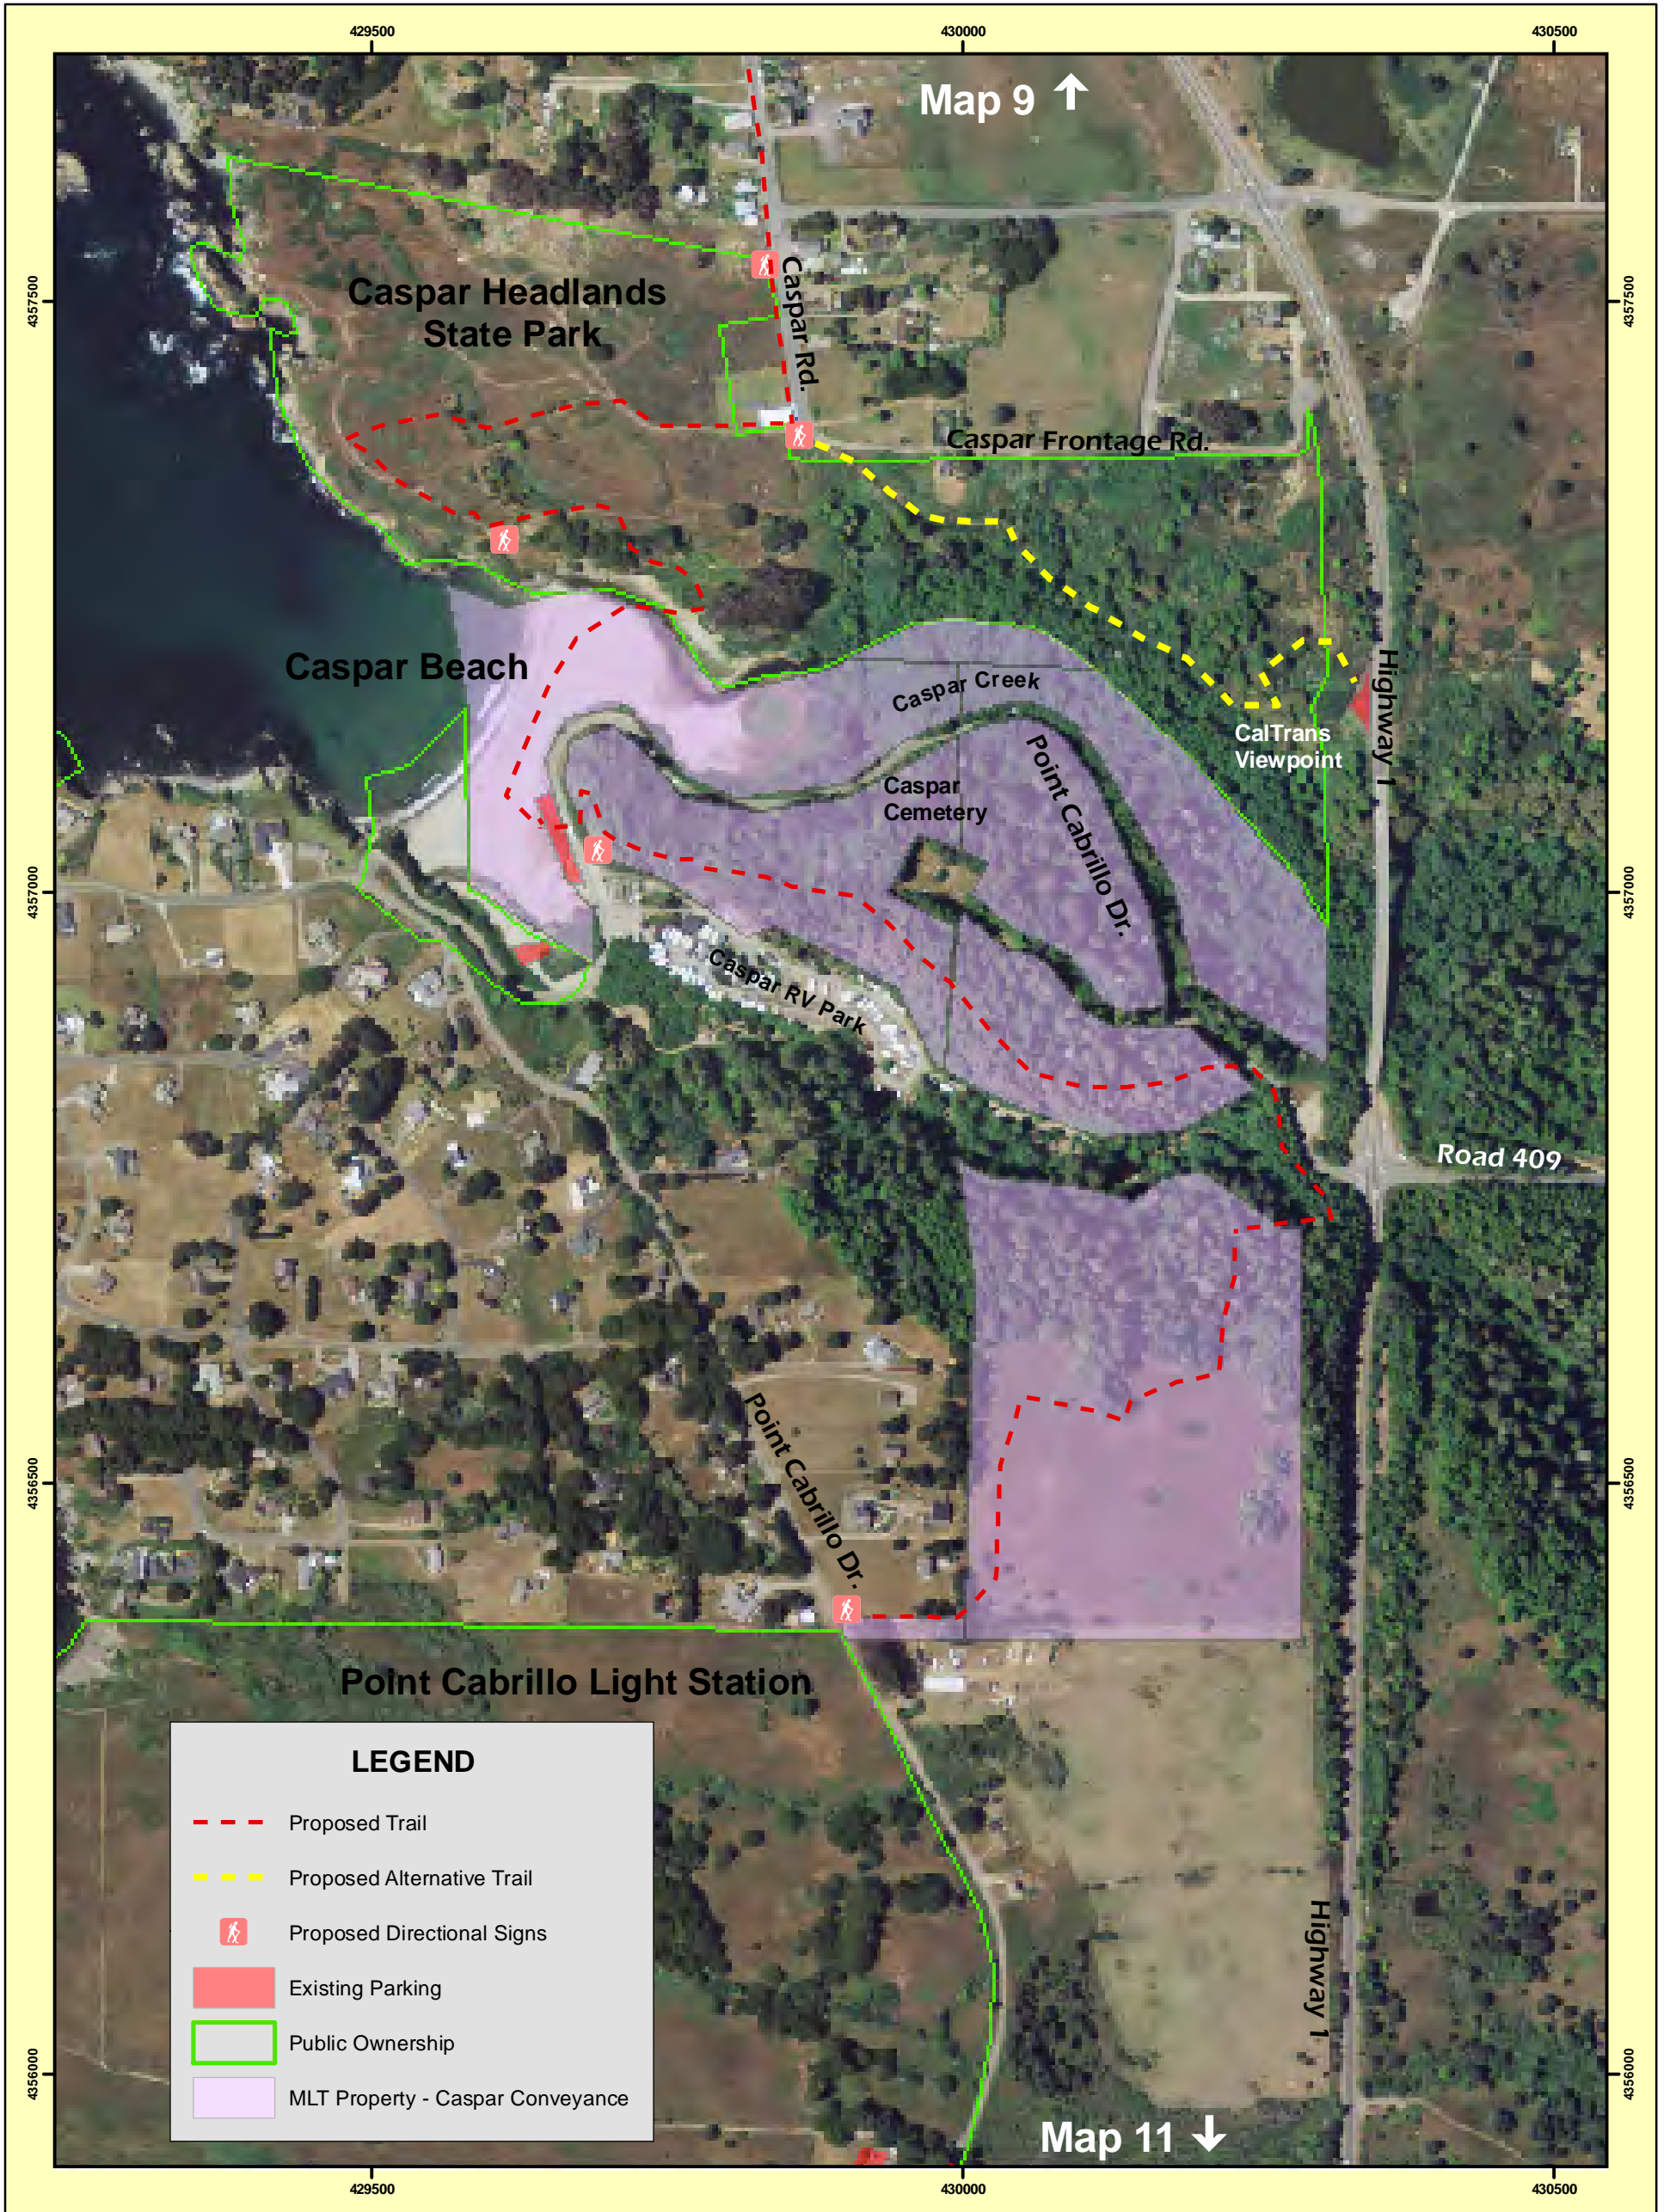 429500
430000
430500
Map 9
4357500
4357500
Caspar Headlands
State Park
Caspar Rd.
Caspar Frontage Rd.
Caspar Beach
Caspar Creek
Highway 1
CalTrans
Viewpoint
Point Cabrillo Dr.
Caspar
Cemetery
4357000
4357000
Caspar RV Park
Road 409
Point Cabrillo Dr.
4356500
4356500
Point Cabrillo Light Station
LEGEND
Proposed Trail
Proposed Alternative Trail
Proposed Directional Signs
Existing Parking
Public Ownership
MLT Property - Caspar Conveyance
Highway 1
4356000
4356000
Map 11
429500
430000
430500